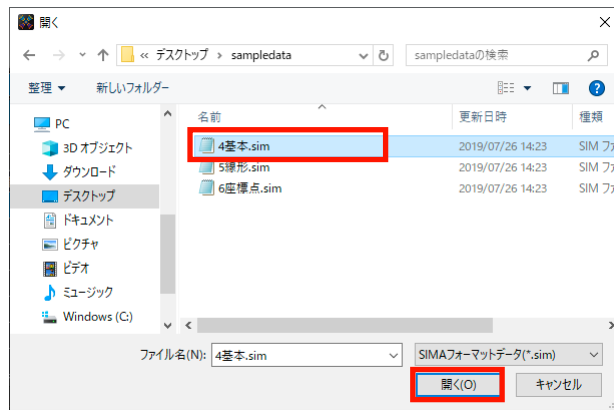 開く
« デスクトップ › sampledata
sampledataの検索
整理
新しいフォルダー
名前 更新日時 種類
4基本.sim 2019/07/26 14:23 SIM ファ
5線形.sim 2019/07/26 14:23 SIM ファ
6座標点.sim 2019/07/26 14:23 SIM ファ
PC
3D オブジェクト
ダウンロード
デスクトップ
ドキュメント
ピクチャ
ビデオ
ミュージック
Windows (C:)
ファイル名(N): 4基本.sim SIMAフォーマットデータ(*.sim)
開く(O) キャンセル